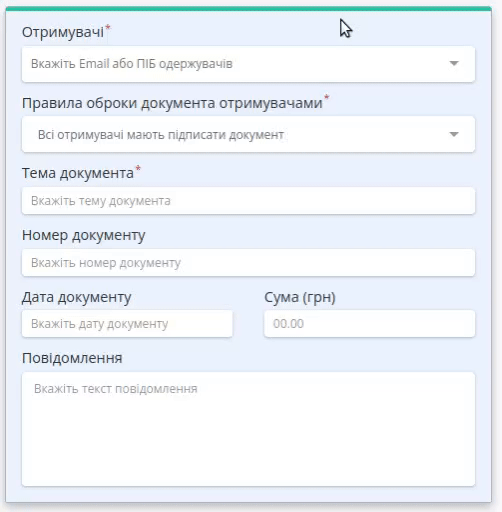 Отримувачі*
Вкажіть Email або ПІБ одержувачів
Правила оброки документа отримувачами*
Всі отримувачі мають підписати документ
Тема документа*
Вкажіть тему документа
Номер документу
Вкажіть номер документу
Дата документу Сума (грн)
Вкажіть дату документу 00.00
Повідомлення
Вкажіть текст повідомлення